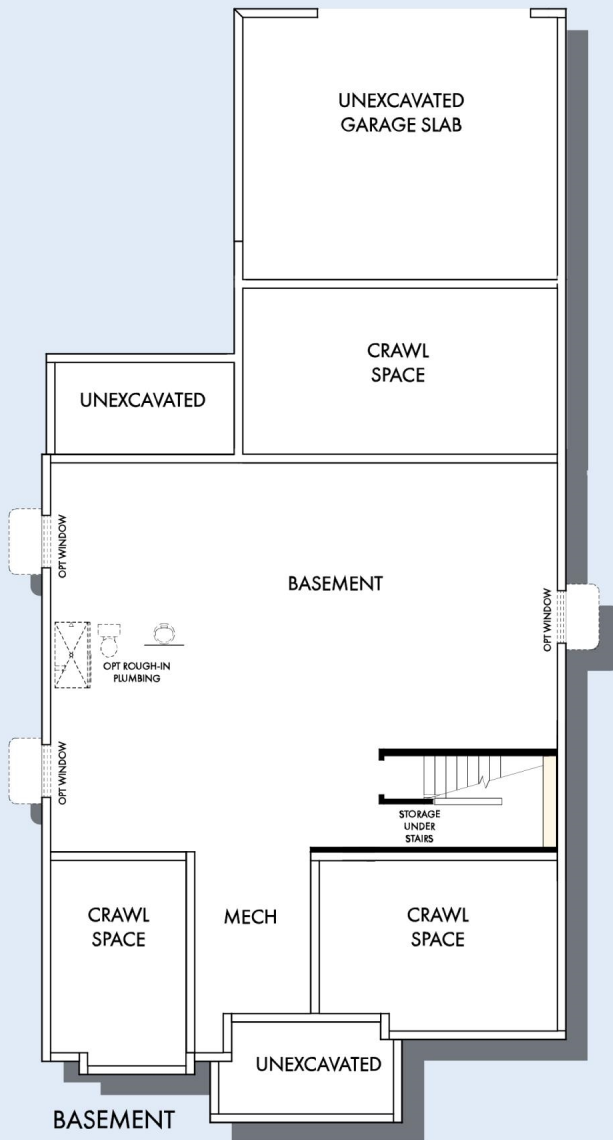 UNEXCAVATED
GARAGE SLAB
CRAWL
SPACE
UNEXCAVATED
OPT WINDOW
BASEMENT
OPT WINDOW
OPT ROUGH-IN
PLUMBING
OPT WINDOW
STORAGE
UNDER
STAIRS
CRAWL
SPACE
MECH
CRAWL
SPACE
UNEXCAVATED
BASEMENT